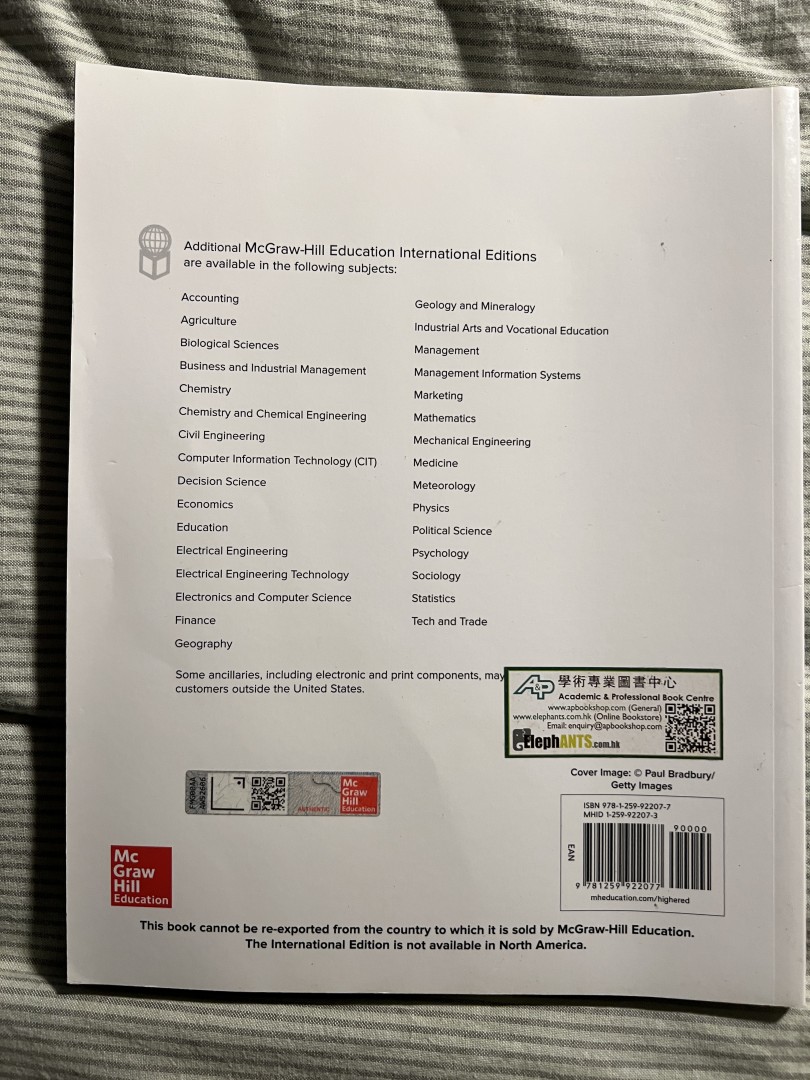 Additional McGraw-Hill Education International Editions
are available in the following subjects:
Accounting
Agriculture
Biological Sciences
Business and Industrial Management
Chemistry
Chemistry and Chemical Engineering
Civil Engineering
Computer Information Technology (CIT)
Decision Science
Economics
Education
Electrical Engineering
Electrical Engineering Technology
Electronics and Computer Science
Finance
Geography
Geology and Mineralogy
Industrial Arts and Vocational Education
Management
Management Information Systems
Marketing
Mathematics
Mechanical Engineering
Medicine
Meteorology
Physics
Political Science
Psychology
Sociology
Statistics
Tech and Trade
Some ancillaries, including electronic and print components, may
customers outside the United States.
A&P 學術專業圖書中心
Academic & Professional Book Centre
www.apbookshop.com (General)
www.elephants.com.hk (Online Bookstore)
Email: enquiry@apbookshop.com
ElephANTS.com.hk
Cover Image: © Paul Bradbury/
Getty Images
ISBN 978-1-259-92207-7
MHID 1-259-92207-3
90000
EAN
9 781259 922077
mheducation.com/highered
Mc
Graw
Hill
Education
Mc
Graw
Hill
Education
This book cannot be re-exported from the country to which it is sold by McGraw-Hill Education.
The International Edition is not available in North America.